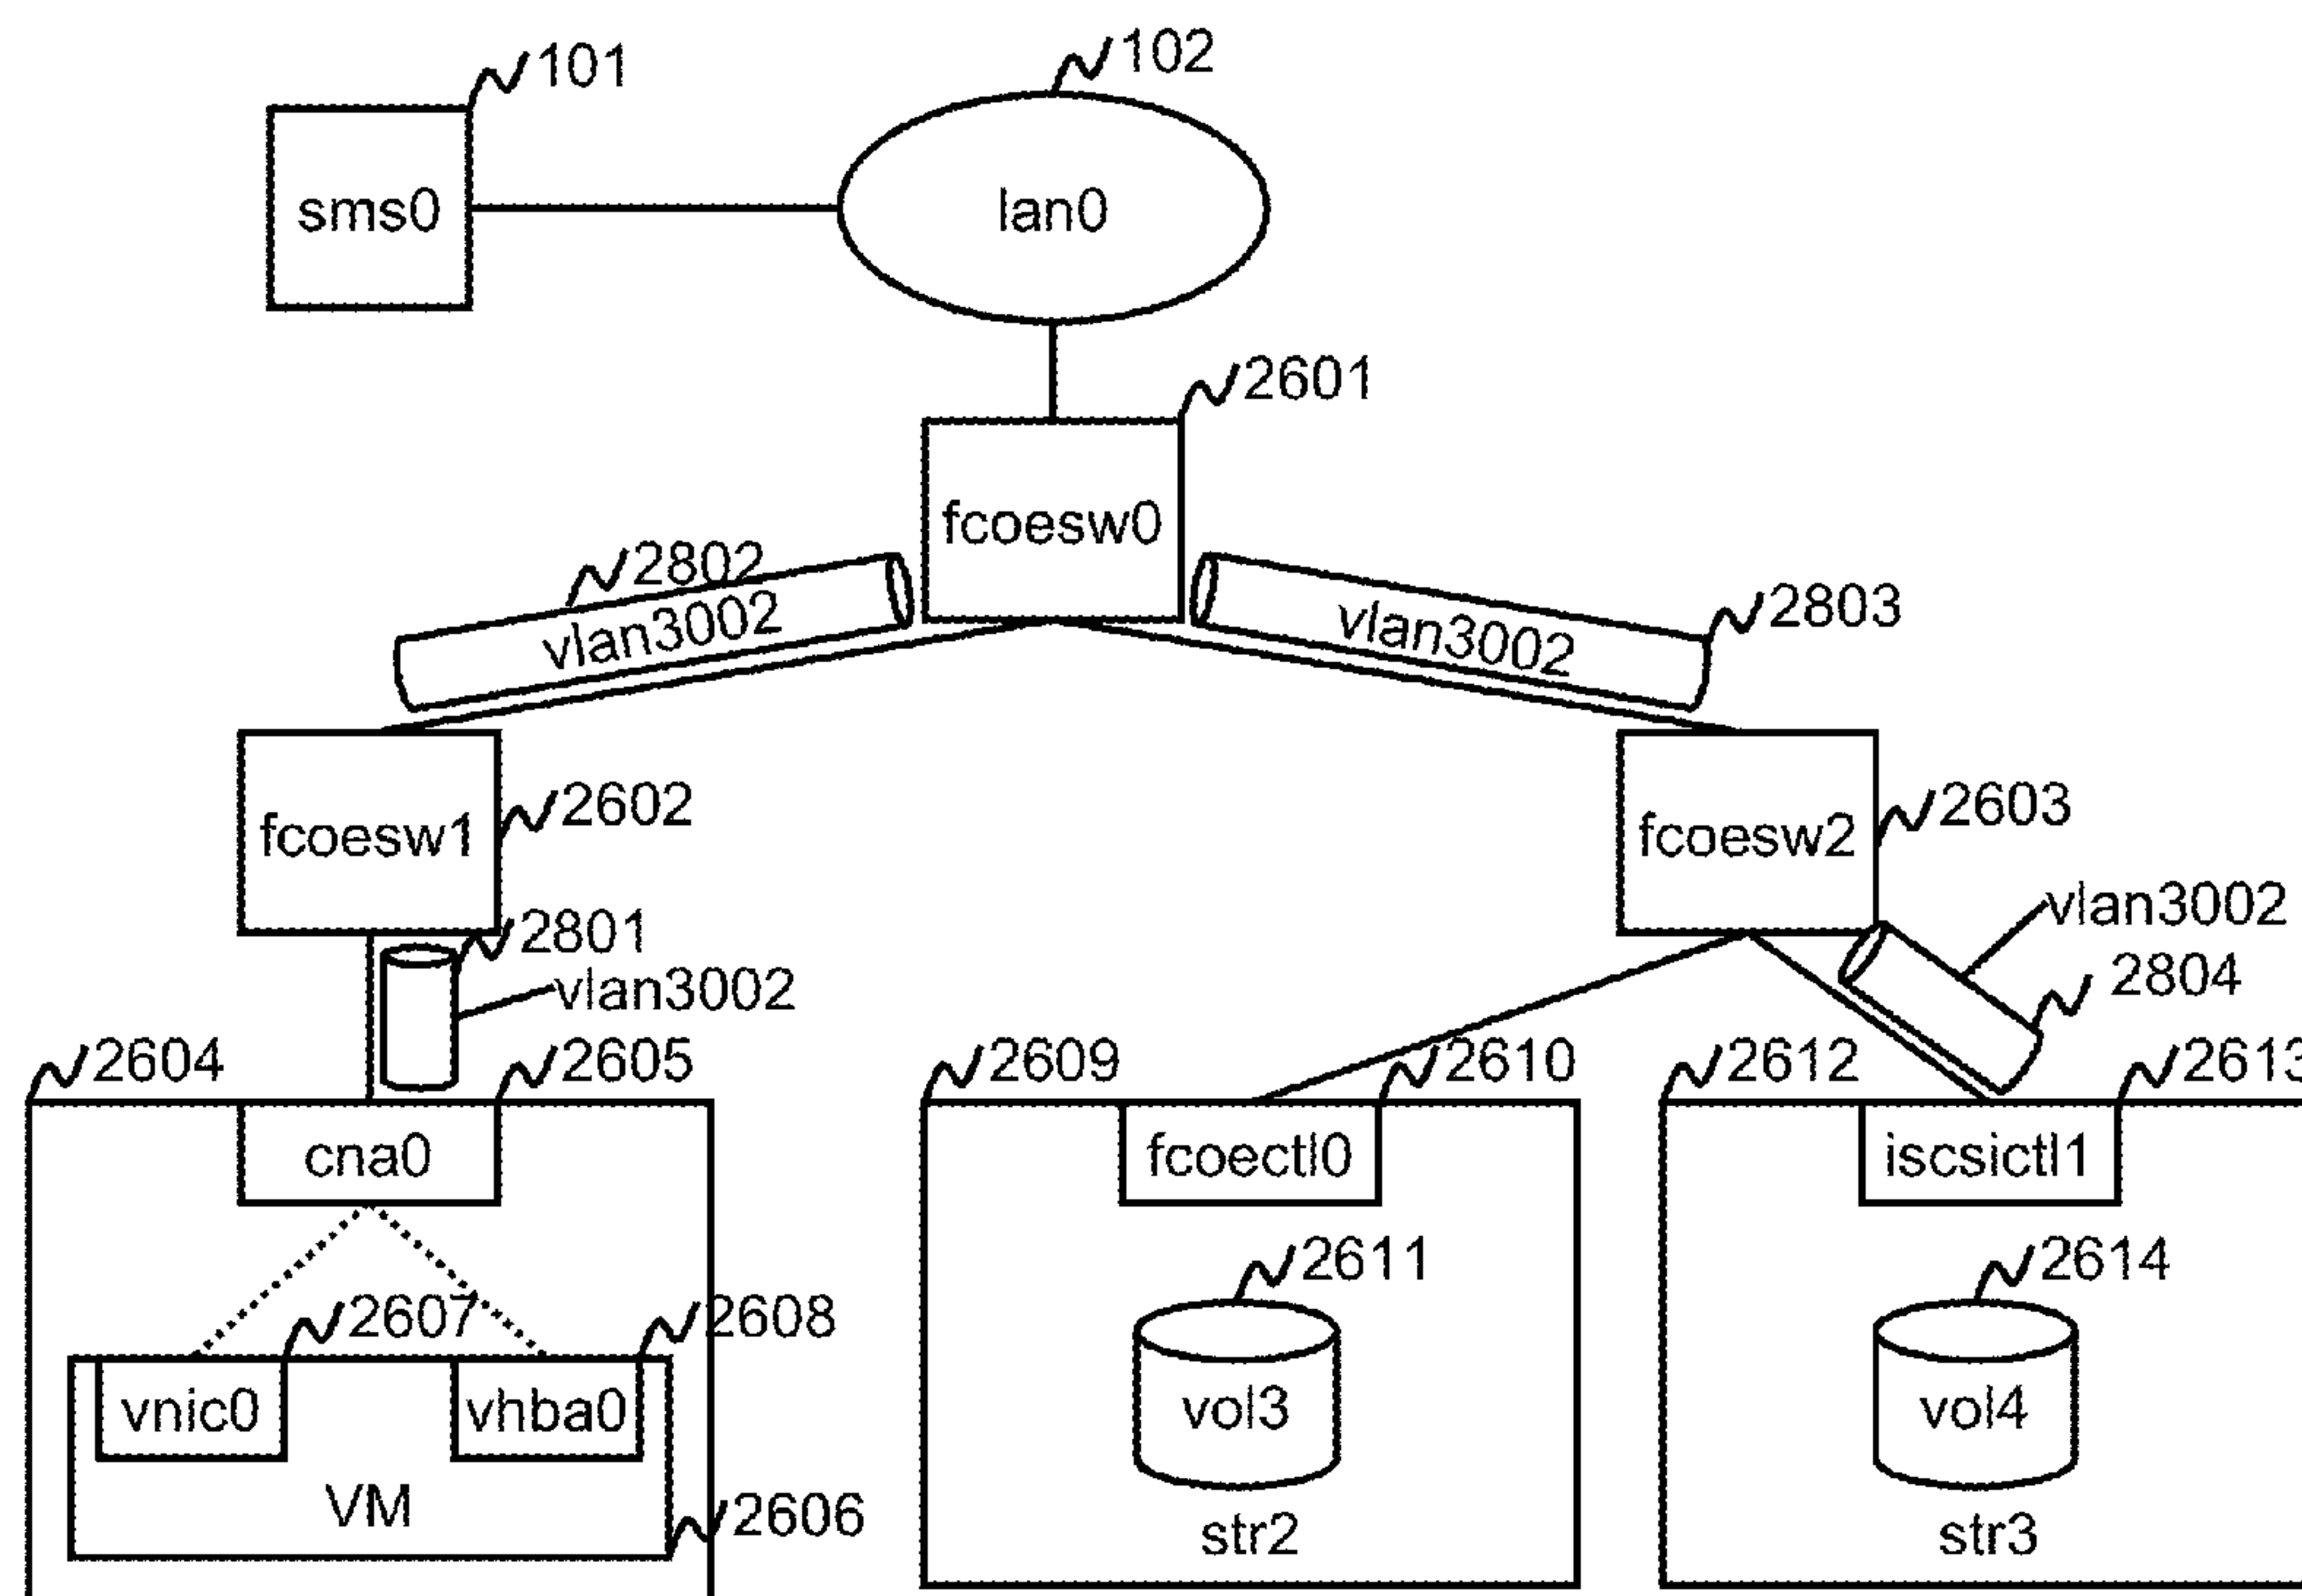 101
102
sms0
lan0
2601
fcoesw0
2802
vlan3002
vlan3002
2803
fcoesw1
2602
fcoesw2
2603
2801
vlan3002
vlan3002
2804
2604
2605
2609
2610
2612
2613
cna0
fcoectl0
iscsictl1
2607
2608
2611
2614
vnic0
vhba0
vol3
vol4
VM
2606
str2
str3